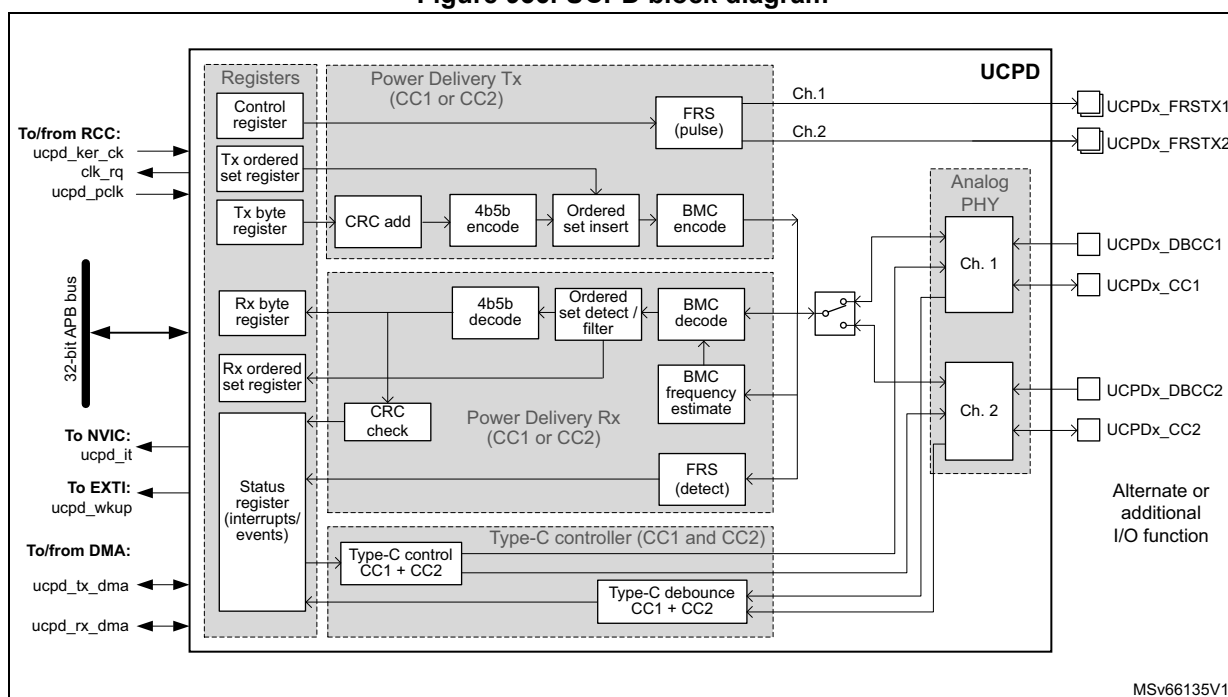 UCPD
Registers
Control
register
Tx ordered
set register
Tx byte
register
Rx byte
register
Rx ordered
set register
Status
register
(interrupts/
events)
Power Delivery Tx
(CC1 or CC2)
FRS
(pulse)
CRC add
4b5b
encode
Ordered
set insert
BMC
encode
4b5b
decode
Ordered
set detect /
filter
BMC
decode
BMC
frequency
estimate
CRC
check
Power Delivery Rx
(CC1 or CC2)
FRS
(detect)
Type-C controller (CC1 and CC2)
Type-C control
CC1 + CC2
Type-C debounce
CC1 + CC2
Ch.1
Ch.2
Analog
PHY
Ch. 1
Ch. 2
To/from RCC:
ucpd_ker_ck
clk_rq
ucpd_pclk
32-bit APB bus
To NVIC:
ucpd_it
To EXTI:
ucpd_wkup
To/from DMA:
ucpd_tx_dma
ucpd_rx_dma
UCPDx_FRSTX1
UCPDx_FRSTX2
UCPDx_DBCC1
UCPDx_CC1
UCPDx_DBCC2
UCPDx_CC2
Alternate or
additional
I/O function
MSv66135V1